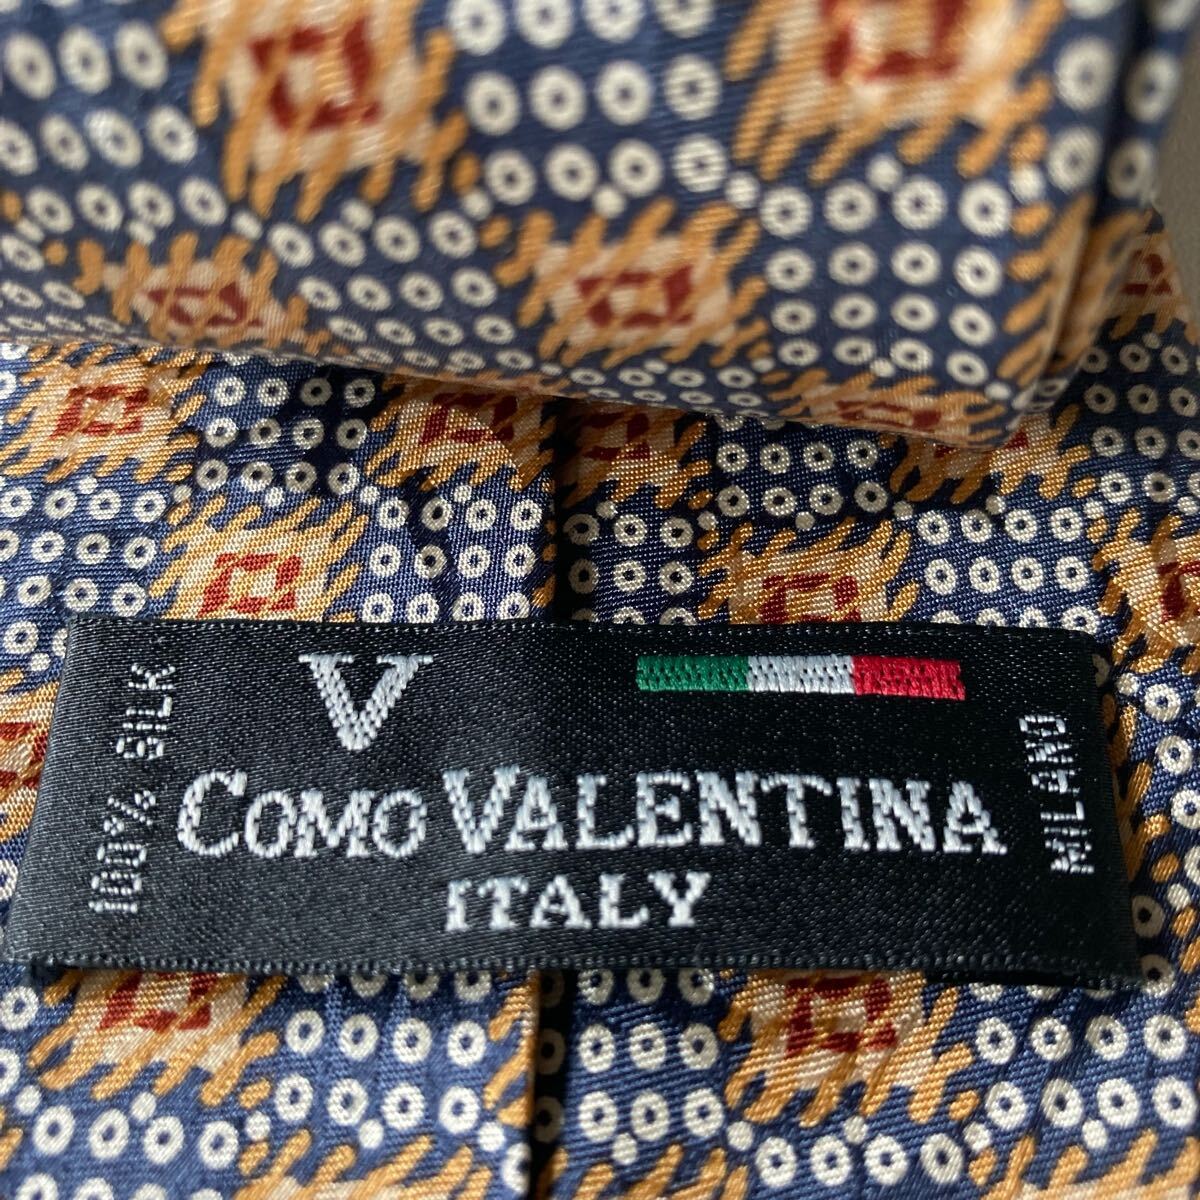 V
100% SILK
COMO VALENTINA
MILANO
ITALY